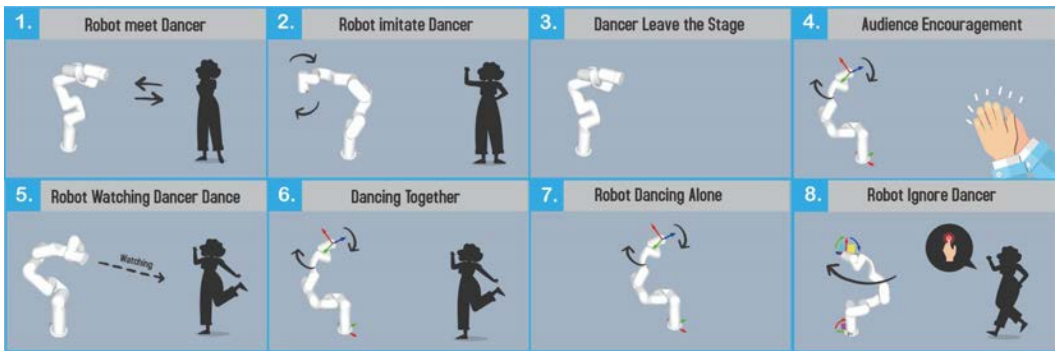 1. Robot meet Dancer
2. Robot imitate Dancer
3. Dancer Leave the Stage
4. Audience Encouragement
5. Robot Watching Dancer Dance
Watching
6. Dancing Together
7. Robot Dancing Alone
8. Robot Ignore Dancer